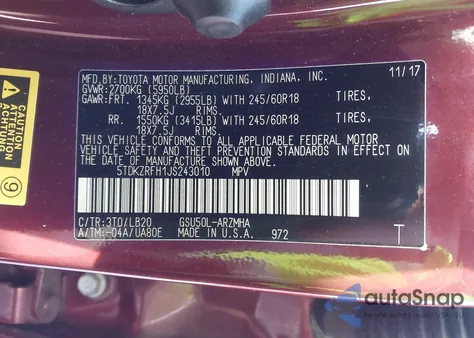 MFD.BY:TOYOTA MOTOR MANUFACTURING, INDIANA, INC. 11/17
GVWR: 2700KG (5950LB)
GAWR:FRT. 1345KG (2955LB) WITH 245/60R18 TIRES,
18X7.5J RIMS.
RR. 1550KG (3415LB) WITH 245/60R18 TIRES,
18X7.5J RIMS.
THIS VEHICLE CONFORMS TO ALL APPLICABLE FEDERAL MOTOR
VEHICLE SAFETY AND THEFT PREVENTION STANDARDS IN EFFECT
ON THE DATE OF MANUFACTURE SHOWN ABOVE.
5TDKZRFH1JS243010 MPV
C/TR:3T0/LB20 GSU50L-ARZMHA
A/TM:-04A/UA80E MADE IN U.S.A. 972 T
CAUTION
ATTENTION
9
autoSnap